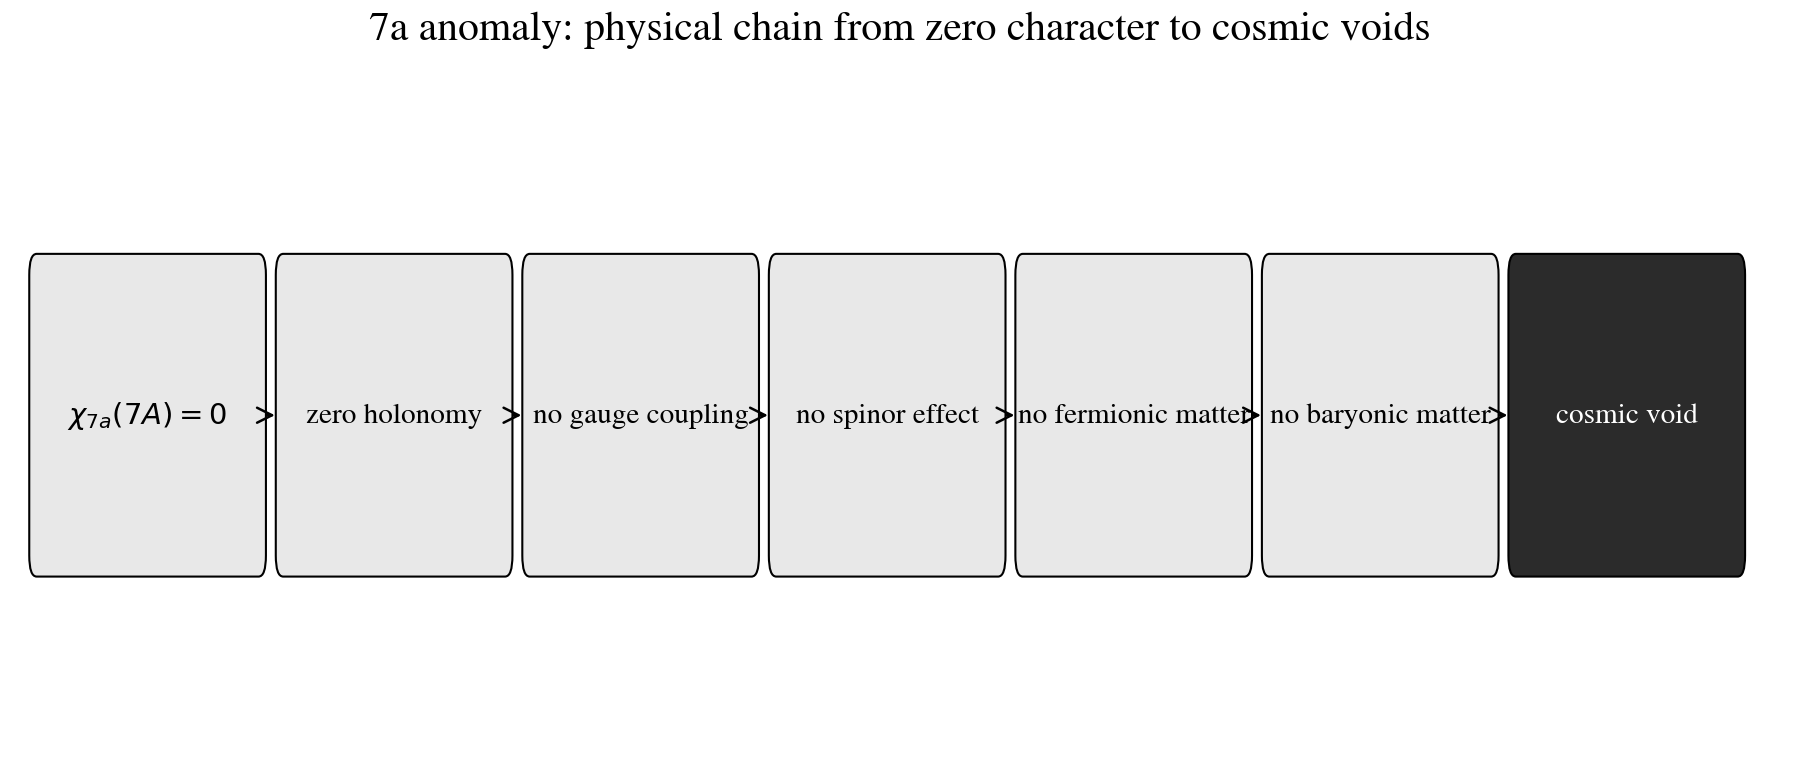 7a anomaly: physical chain from zero character to cosmic voids
χ₇ₐ(7A) = 0
zero holonomy
no gauge coupling
no spinor effect
no fermionic matter
no baryonic matter
cosmic void